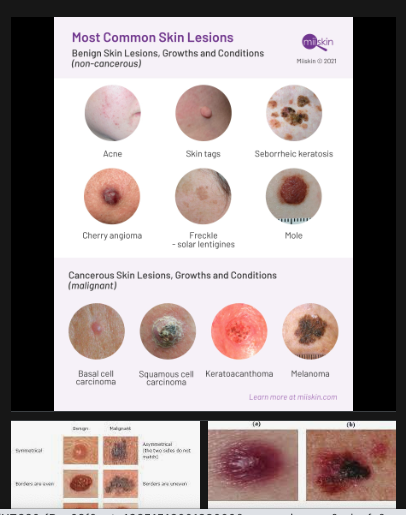 Most Common Skin Lesions
Benign Skin Lesions, Growths and Conditions
(non-cancerous)
miiskin
Miiskin © 2021
Acne
Skin tags
Seborrheic keratosis
Cherry angioma
Freckle
- solar lentigines
Mole
Cancerous Skin Lesions, Growths and Conditions
(malignant)
Basal cell
carcinoma
Squamous cell
carcinoma
Keratoacanthoma
Melanoma
Learn more at miiskin.com
Benign
Malignant
Symmetrical
Asymmetrical
(the two sides do not
match)
Borders are even
Borders are uneven
(a)
(b)